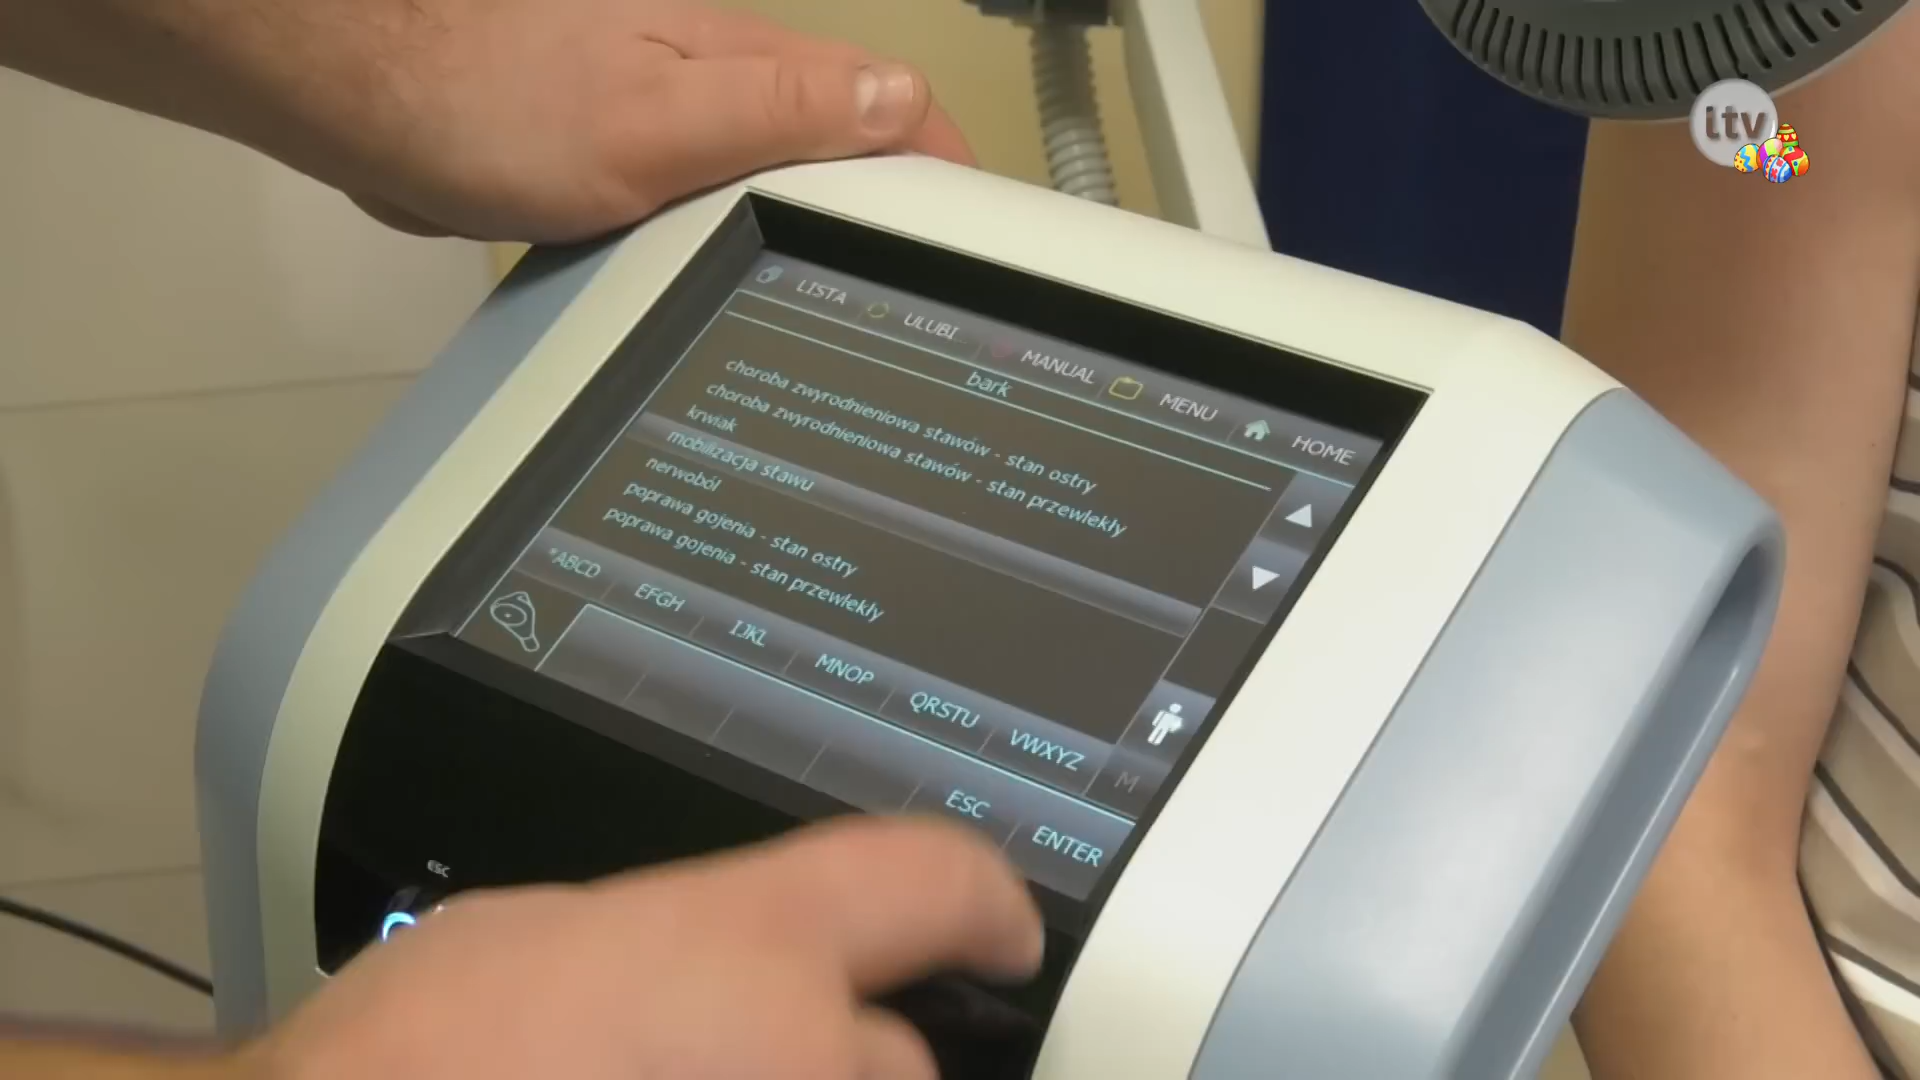 itv
LISTA
ULUBI...
MANUAL
MENU
HOME
bark
choroba zwyrodnieniowa stawów - stan ostry
choroba zwyrodnieniowa stawów - stan przewlekły
krwiak
mobilizacja stawu
nerwoból
poprawa gojenia - stan ostry
poprawa gojenia - stan przewlekły
*ABCD
EFGH
IJKL
MNOP
QRSTU
VWXYZ
M
ESC
ENTER
ESC